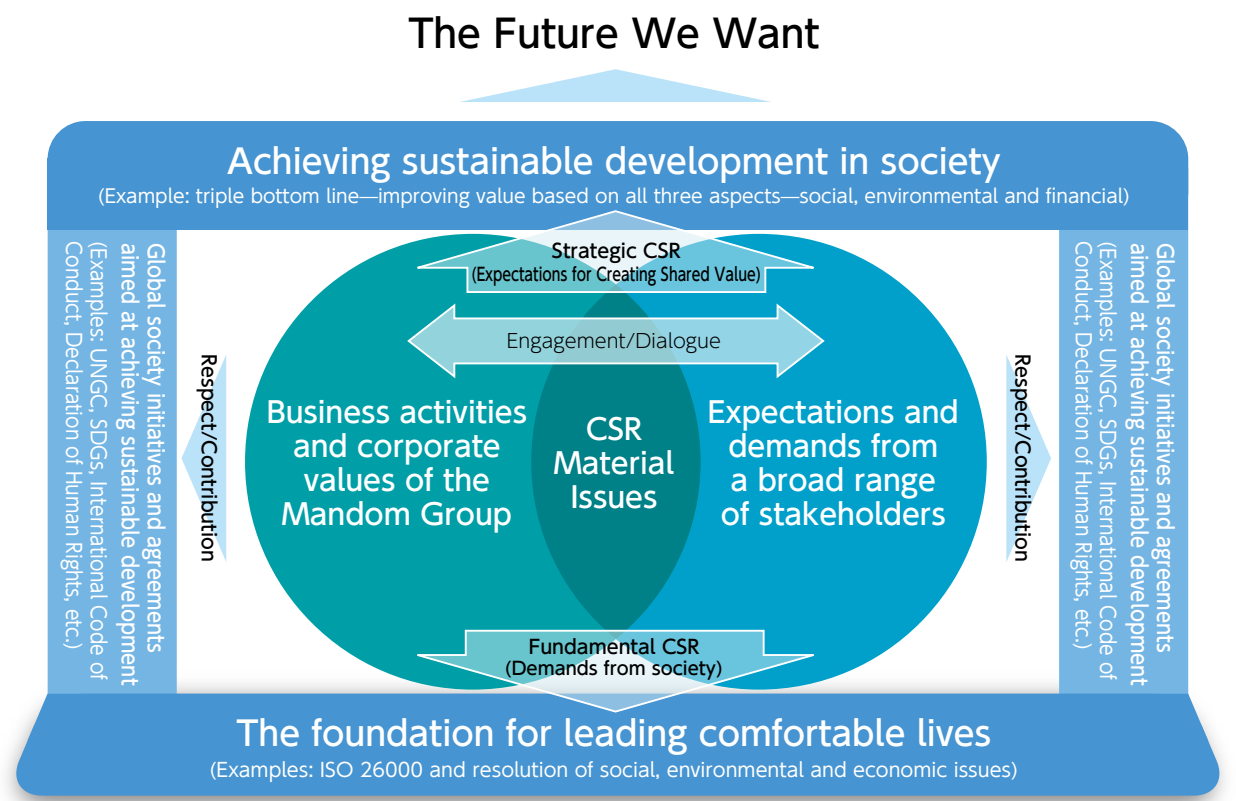 The Future We Want
Achieving sustainable development in society
(Example: triple bottom line—improving value based on all three aspects—social, environmental and financial)
Global society initiatives and agreements
aimed at achieving sustainable development
(Examples: UNGC, SDGs, International Code of
Conduct, Declaration of Human Rights, etc.)
Respect/Contribution
Strategic CSR
(Expectations for Creating Shared Value)
Engagement/Dialogue
Business activities
and corporate
values of the
Mandom Group
CSR
Material
Issues
Expectations and
demands from
a broad range
of stakeholders
Fundamental CSR
(Demands from society)
Respect/Contribution
Global society initiatives and agreements
aimed at achieving sustainable development
(Examples: UNGC, SDGs, International Code of
Conduct, Declaration of Human Rights, etc.)
The foundation for leading comfortable lives
(Examples: ISO 26000 and resolution of social, environmental and economic issues)